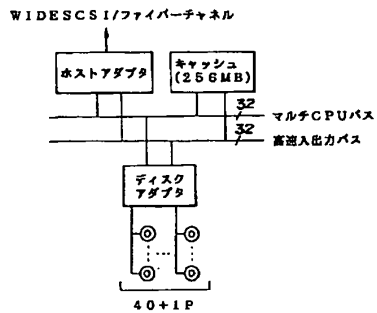 WIDESCSI/ファイバーチャネル
ホストアダプタ
キャッシュ
(256MB)
32
マルチCPUバス
32
高速入出力バス
ディスク
アダプタ
40+1P